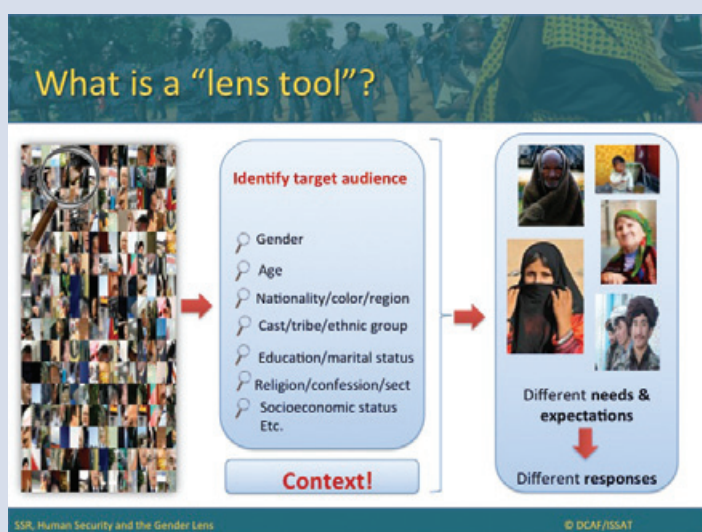 What is a “lens tool”?
Identify target audience
Gender
Age
Nationality/color/region
Cast/tribe/ethnic group
Education/marital status
Religion/confession/sect
Socioeconomic status
Etc.
Context!
Different needs &
expectations
Different responses
SSR, Human Security and the Gender Lens
© DCAF/ISSAT